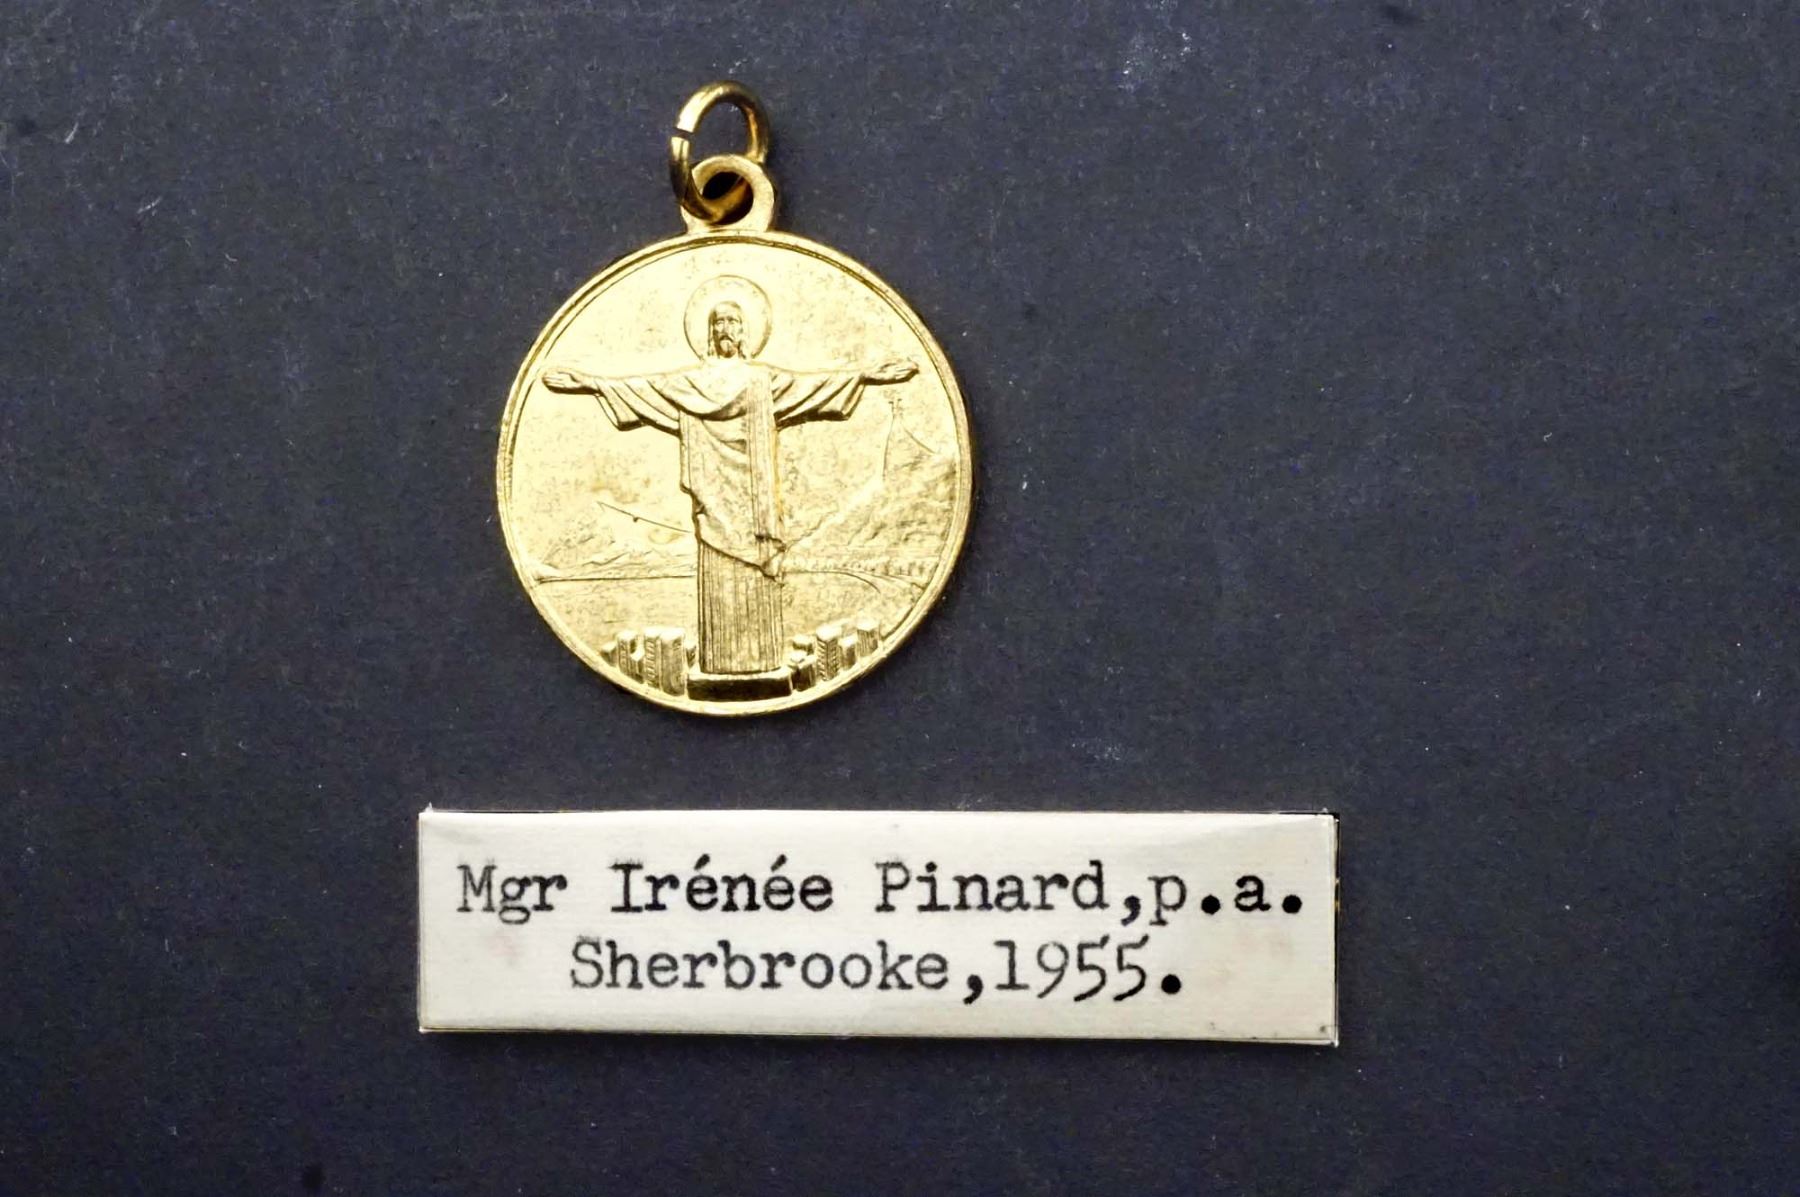 Mgr Irénée Pinard,p.a.
Sherbrooke,1955.